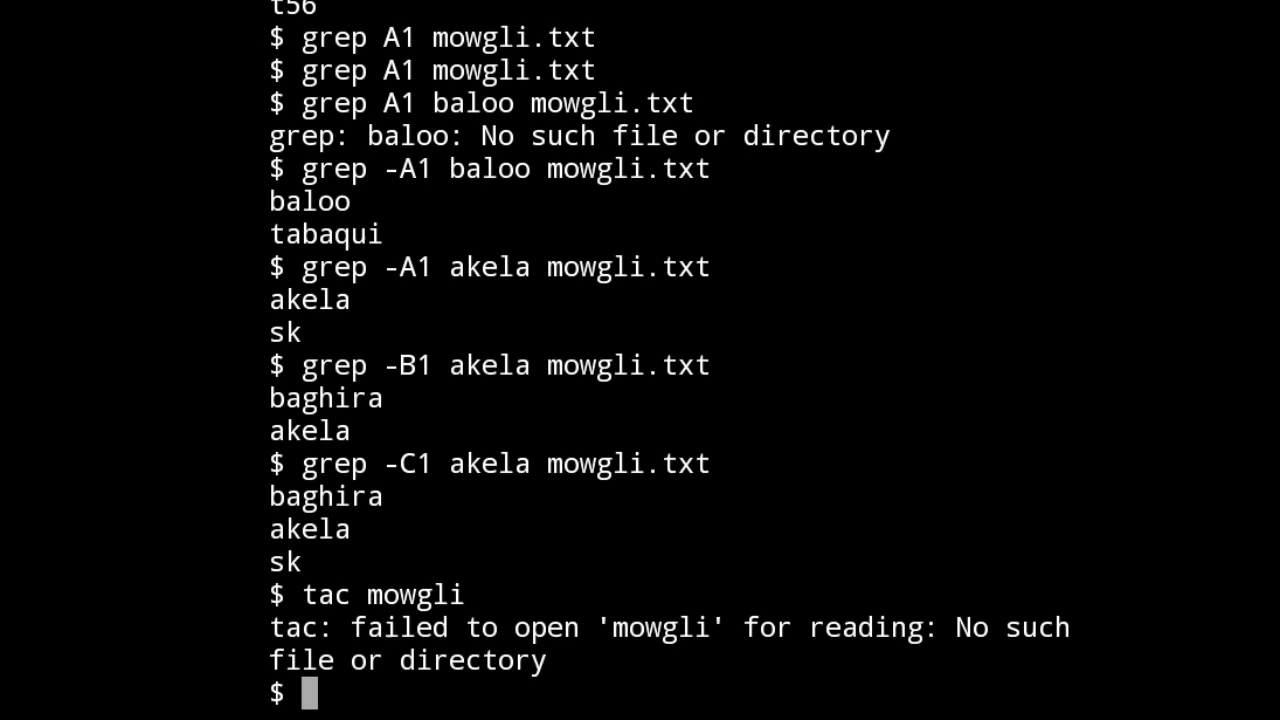 t56
$ grep A1 mowgli.txt
$ grep A1 mowgli.txt
$ grep A1 baloo mowgli.txt
grep: baloo: No such file or directory
$ grep -A1 baloo mowgli.txt
baloo
tabaqui
$ grep -A1 akela mowgli.txt
akela
sk
$ grep -B1 akela mowgli.txt
baghira
akela
$ grep -C1 akela mowgli.txt
baghira
akela
sk
$ tac mowgli
tac: failed to open 'mowgli' for reading: No such
file or directory
$